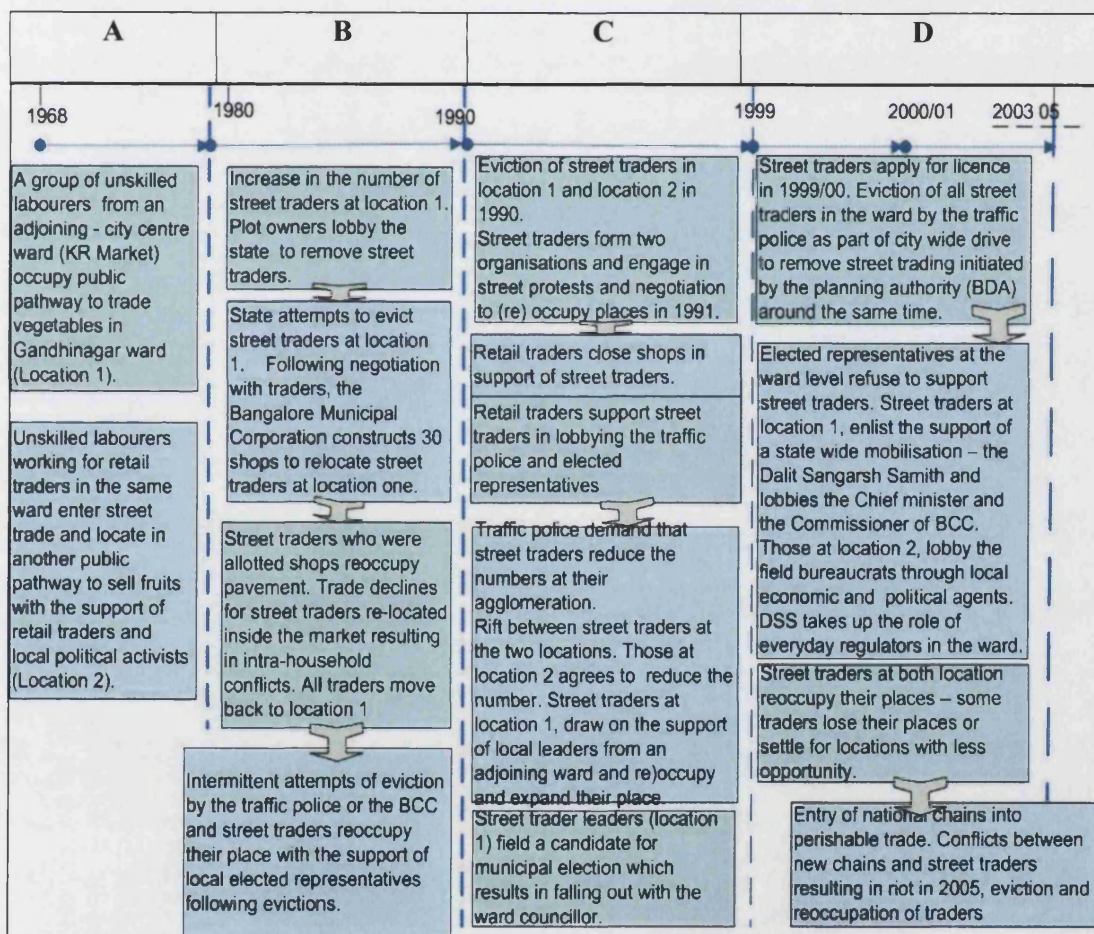 A
B
C
D
1968
1980
1990
1999
2000/01
2003 05
A group of unskilled
labourers from an
adjoining - city centre
ward (KR Market)
occupy public
pathway to trade
vegetables in
Gandhinagar ward
(Location 1).
Unskilled labourers
working for retail
traders in the same
ward enter street
trade and locate in
another public
pathway to sell fruits
with the support of
retail traders and
local political activists
(Location 2).
Increase in the number of
street traders at location 1.
Plot owners lobby the
state to remove street
traders.
State attempts to evict
street traders at location
1. Following negotiation
with traders, the
Bangalore Municipal
Corporation constructs 30
shops to relocate street
traders at location one.
Street traders who were
allotted shops reoccupy
pavement. Trade declines
for street traders re-located
inside the market resulting
in intra-household
conflicts. All traders move
back to location 1
Intermittent attempts of eviction
by the traffic police or the BCC
and street traders reoccupy
their place with the support of
local elected representatives
following evictions.
Eviction of street traders in
location 1 and location 2 in
1990.
Street traders form two
organisations and engage in
street protests and negotiation
to (re) occupy places in 1991.
Retail traders close shops in
support of street traders.
Retail traders support street
traders in lobbying the traffic
police and elected
representatives
Traffic police demand that
street traders reduce the
numbers at their
agglomeration.
Rift between street traders at
the two locations. Those at
location 2 agrees to reduce the
number. Street traders at
location 1, draw on the support
of local leaders from an
adjoining ward and re)occupy
and expand their place.
Street trader leaders (location
1) field a candidate for
municipal election which
results in falling out with the
ward councillor.
Street traders apply for licence
in 1999/00. Eviction of all street
traders in the ward by the traffic
police as part of city wide drive
to remove street trading initiated
by the planning authority (BDA)
around the same time.
Elected representatives at the
ward level refuse to support
street traders. Street traders at
location 1, enlist the support of
a state wide mobilisation – the
Dalit Sangarsh Samith and
lobbies the Chief minister and
the Commissioner of BCC.
Those at location 2, lobby the
field bureaucrats through local
economic and political agents.
DSS takes up the role of
everyday regulators in the ward.
Street traders at both location
reoccupy their places – some
traders lose their places or
settle for locations with less
opportunity.
Entry of national chains into
perishable trade. Conflicts between
new chains and street traders
resulting in riot in 2005, eviction and
reoccupation of traders